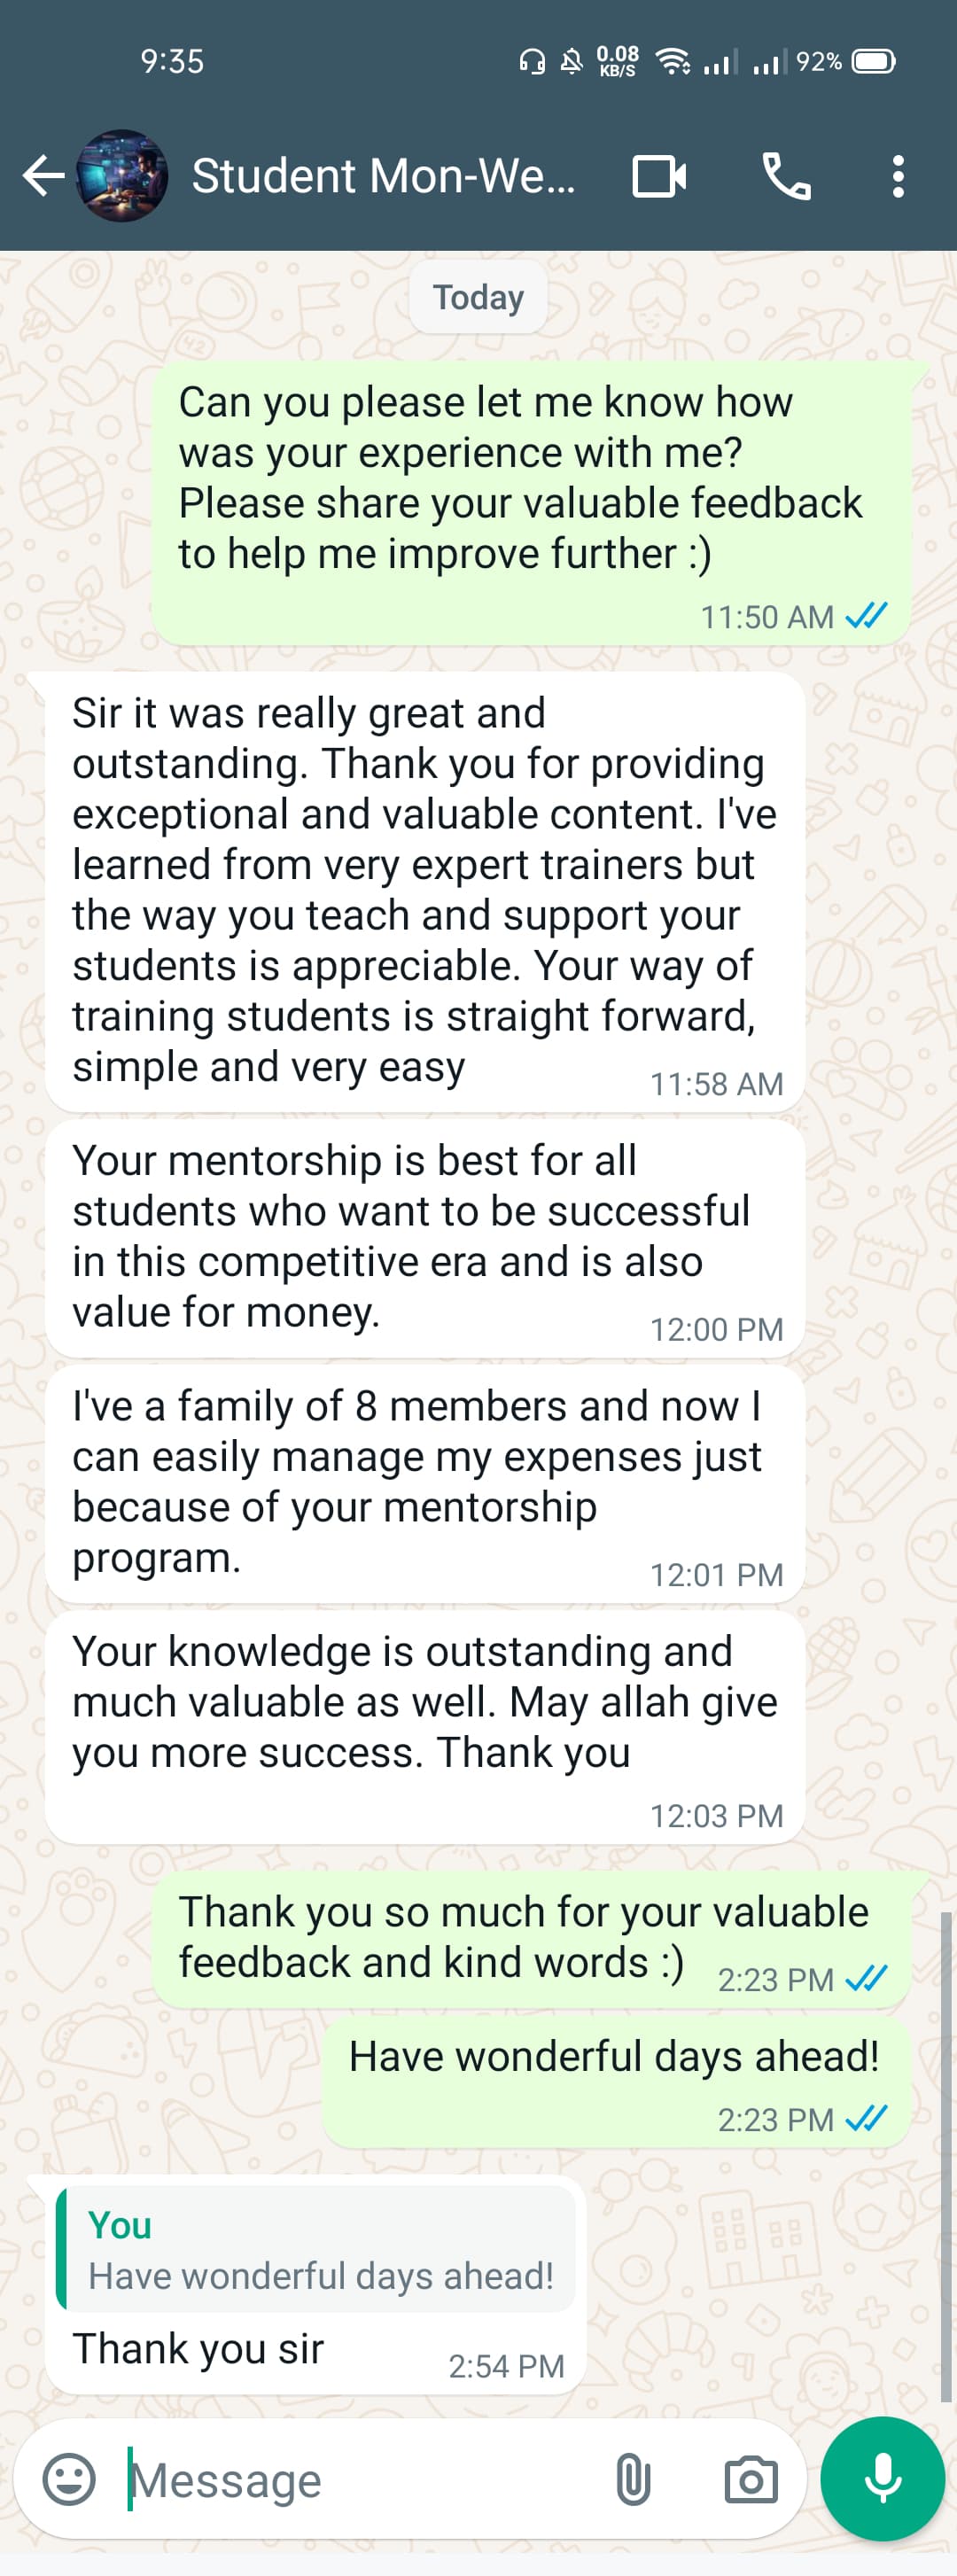 9:35
0.08
KB/S
92%
Student Mon-We...
Today
Can you please let me know how
was your experience with me?
Please share your valuable feedback
to help me improve further :)
11:50 AM
Sir it was really great and
outstanding. Thank you for providing
exceptional and valuable content. I've
learned from very expert trainers but
the way you teach and support your
students is appreciable. Your way of
training students is straight forward,
simple and very easy
11:58 AM
Your mentorship is best for all
students who want to be successful
in this competitive era and is also
value for money.
12:00 PM
I've a family of 8 members and now I
can easily manage my expenses just
because of your mentorship
program.
12:01 PM
Your knowledge is outstanding and
much valuable as well. May allah give
you more success. Thank you
12:03 PM
Thank you so much for your valuable
feedback and kind words :)
2:23 PM
Have wonderful days ahead!
2:23 PM
You
Have wonderful days ahead!
Thank you sir
2:54 PM
Message